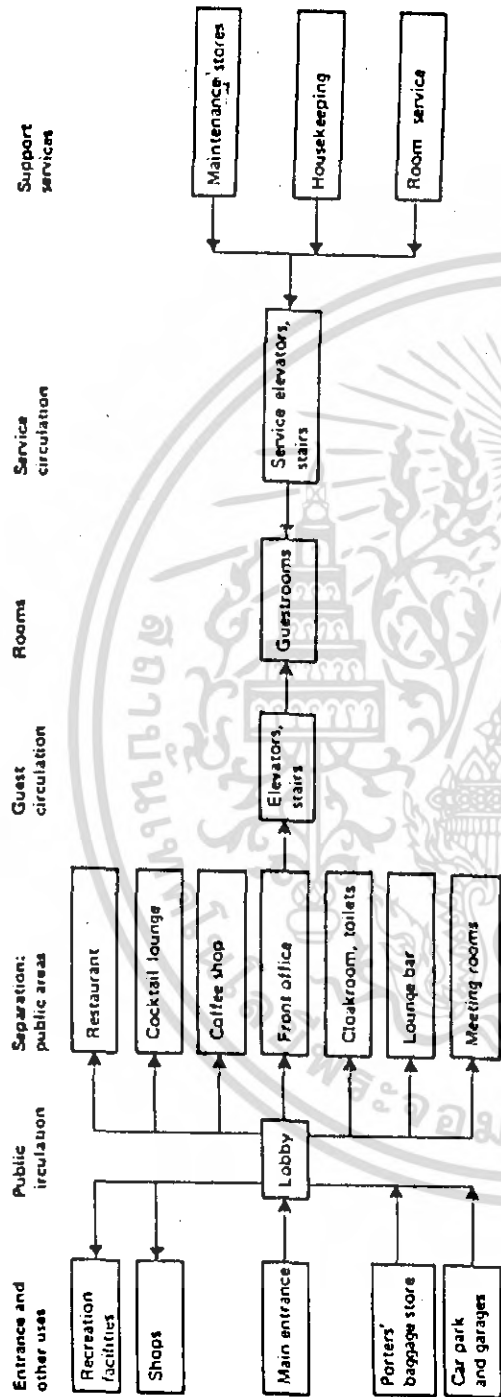 Entrance and
other uses
Public
irculation
Separation:
public areas
Guest
circulation
Rooms
Service
circulation
Support
services
Recreation
facilities
Shops
Main entrance
Porters'
baggage store
Car park
and garages
Lobby
Restaurant
Cocktail lounge
Coffee shop
Front office
Cloakroom, toilets
Lounge bar
Meeting rooms
Elevators,
stairs
Guestrooms
Service elevators,
stairs
Maintenance stores
Housekeeping
Room service